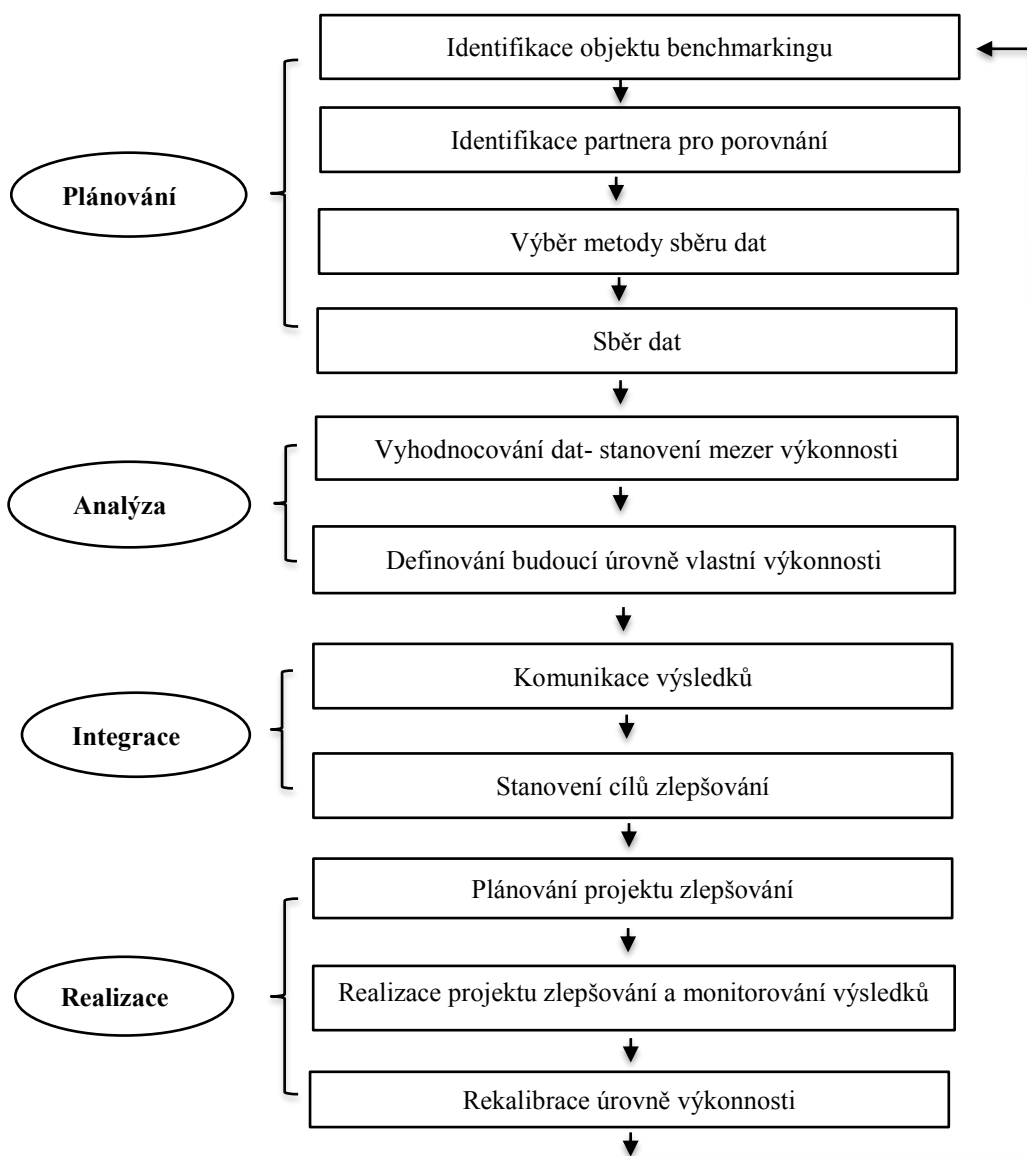 Identifikace objektu benchmarkingu
Identifikace partnera pro porovnání
Plánování
Výběr metody sběru dat
Sběr dat
Vyhodnocování dat- stanovení mezer výkonnosti
Analýza
Definování budoucí úrovně vlastní výkonnosti
Komunikace výsledků
Integrace
Stanovení cílů zlepšování
Plánování projektu zlepšování
Realizace
Realizace projektu zlepšování a monitorování výsledků
Rekalibrace úrovně výkonnosti